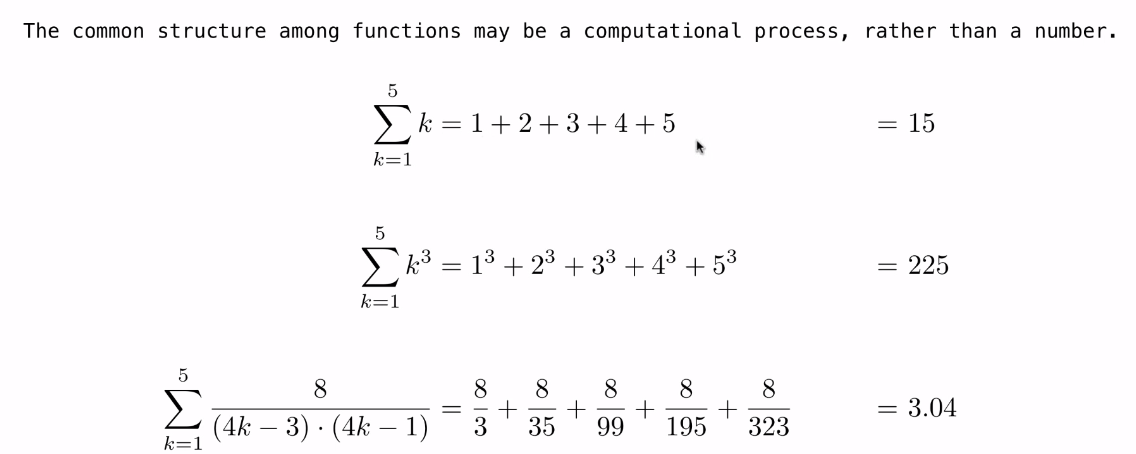 The common structure among functions may be a computational process, rather than a number.
\sum_{k=1}^{5} k = 1 + 2 + 3 + 4 + 5 = 15
\sum_{k=1}^{5} k^3 = 1^3 + 2^3 + 3^3 + 4^3 + 5^3 = 225
\sum_{k=1}^{5} \frac{8}{(4k-3) \cdot (4k-1)} = \frac{8}{3} + \frac{8}{35} + \frac{8}{99} + \frac{8}{195} + \frac{8}{323} = 3.04